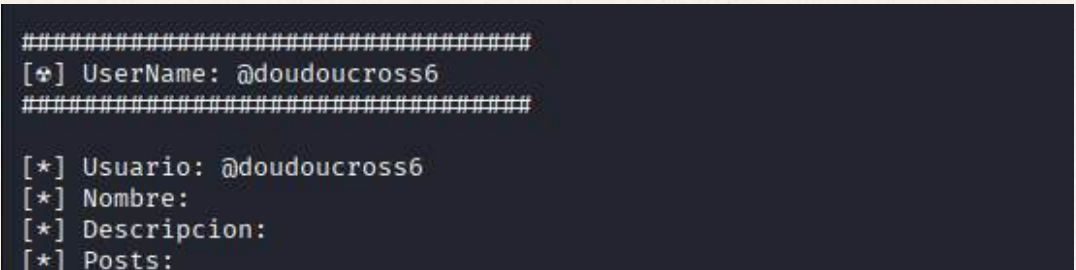 #################################
[☢] UserName: @doudoucross6
#################################
[*] Usuario: @doudoucross6
[*] Nombre:
[*] Descripcion:
[*] Posts: